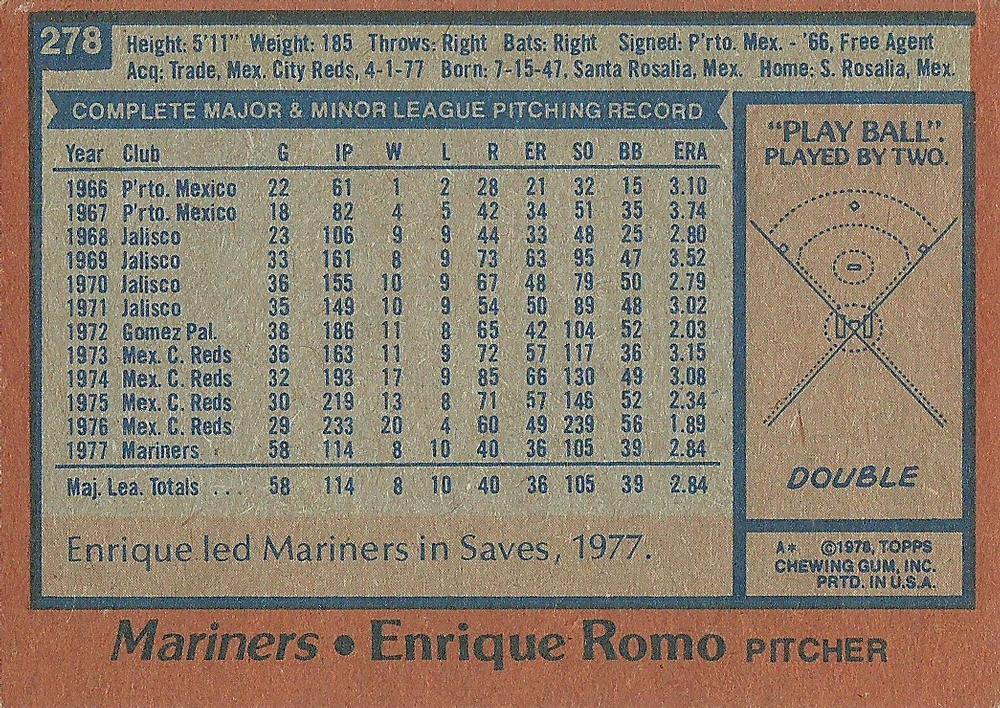 278
Height: 5'11" Weight: 185 Throws: Right Bats: Right Signed: P'rto. Mex. - '66, Free Agent
Acq: Trade, Mex. City Reds, 4-1-77 Born: 7-15-47, Santa Rosalia, Mex. Home: S. Rosalia, Mex.
COMPLETE MAJOR & MINOR LEAGUE PITCHING RECORD
Year Club G IP W L R ER SO BB ERA
1966 P'rto. Mexico 22 61 1 2 28 21 32 15 3.10
1967 P'rto. Mexico 18 82 4 5 42 34 51 35 3.74
1968 Jalisco 23 106 9 9 44 33 48 25 2.80
1969 Jalisco 33 161 8 9 73 63 95 47 3.52
1970 Jalisco 36 155 10 9 67 48 79 50 2.79
1971 Jalisco 35 149 10 9 54 50 89 48 3.02
1972 Gomez Pal. 38 186 11 8 65 42 104 52 2.03
1973 Mex. C. Reds 36 163 11 9 72 57 117 36 3.15
1974 Mex. C. Reds 32 193 17 9 85 66 130 49 3.08
1975 Mex. C. Reds 30 219 13 8 71 57 146 52 2.34
1976 Mex. C. Reds 29 233 20 4 60 49 239 56 1.89
1977 Mariners 58 114 8 10 40 36 105 39 2.84
Maj. Lea. Totals ... 58 114 8 10 40 36 105 39 2.84
Enrique led Mariners in Saves, 1977.
"PLAY BALL".
PLAYED BY TWO.
DOUBLE
A* ©1978, TOPPS
CHEWING GUM, INC.
PRTD. IN U.S.A.
Mariners • Enrique Romo PITCHER